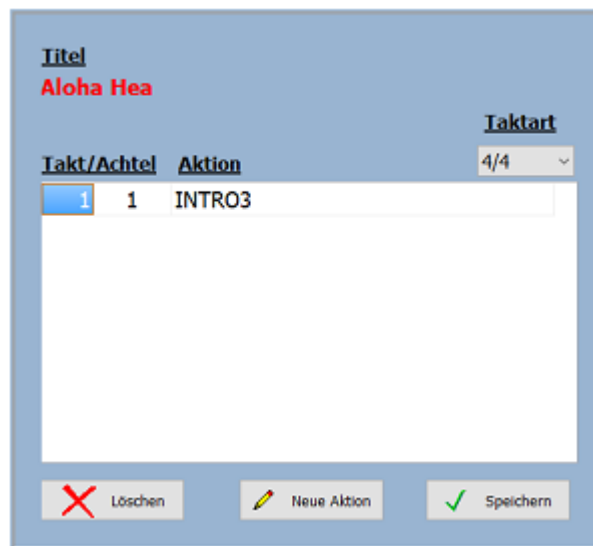 Titel
Aloha Hea
Taktart
Takt/Achtel Aktion 4/4
1 1 INTRO3
Löschen Neue Aktion Speichern